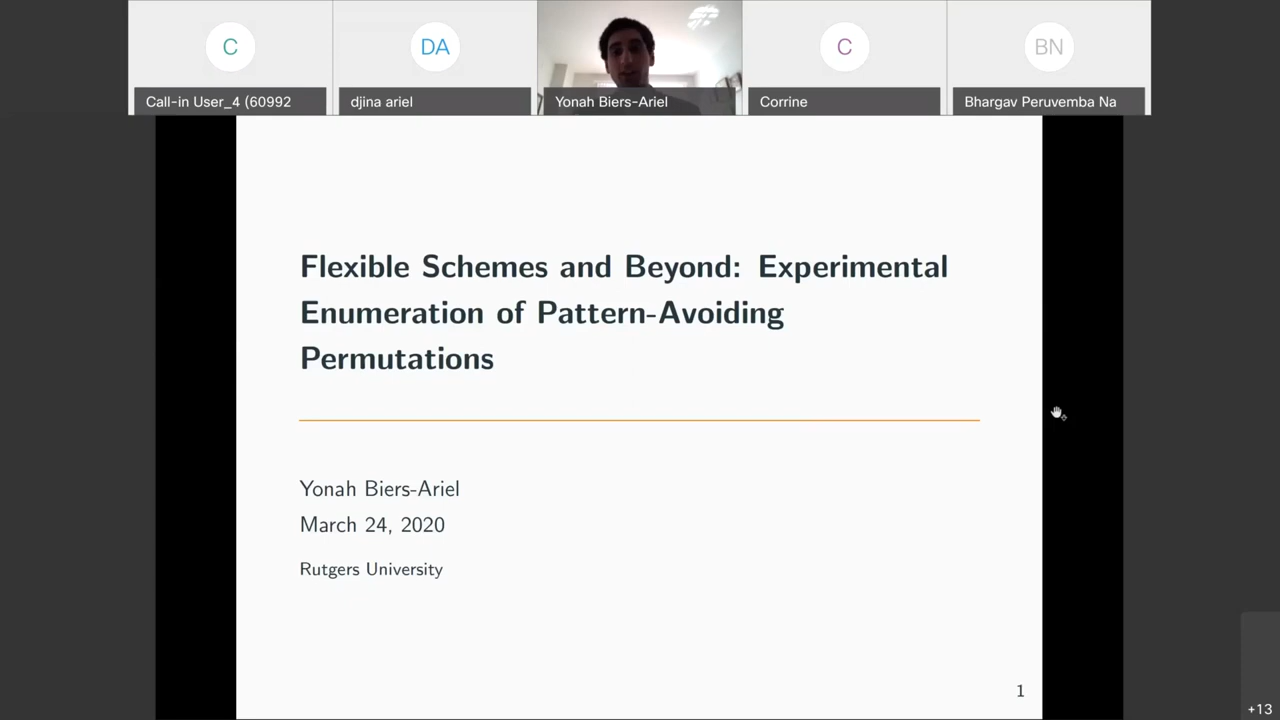 C
DA
C
BN
Call-in User_4 (60992
djina ariel
Yonah Biers-Ariel
Corrine
Bhargav Peruvemba Na
Flexible Schemes and Beyond: Experimental
Enumeration of Pattern-Avoiding
Permutations
Yonah Biers-Ariel
March 24, 2020
Rutgers University
1
+13